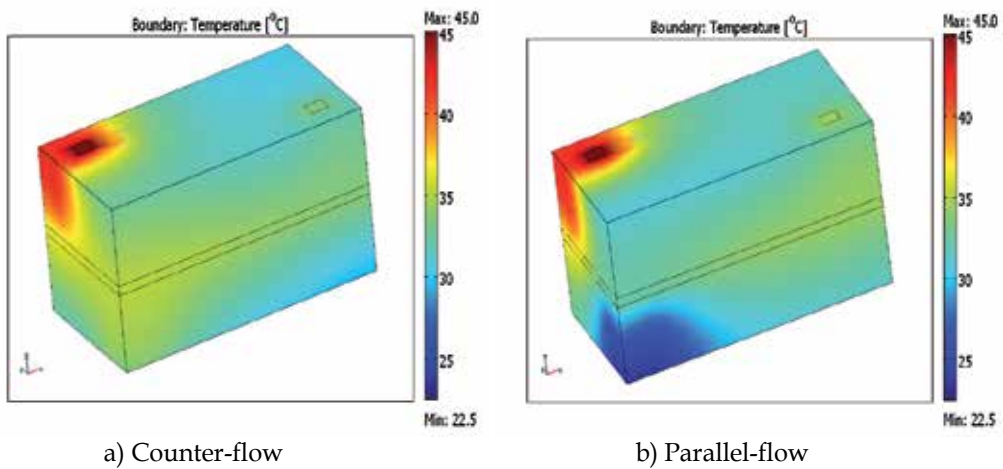 Boundary: Temperature [°C]
Max: 45.0
45
40
35
30
25
Min: 22.5
a) Counter-flow
Boundary: Temperature [°C]
Max: 45.0
45
40
35
30
25
Min: 22.5
b) Parallel-flow